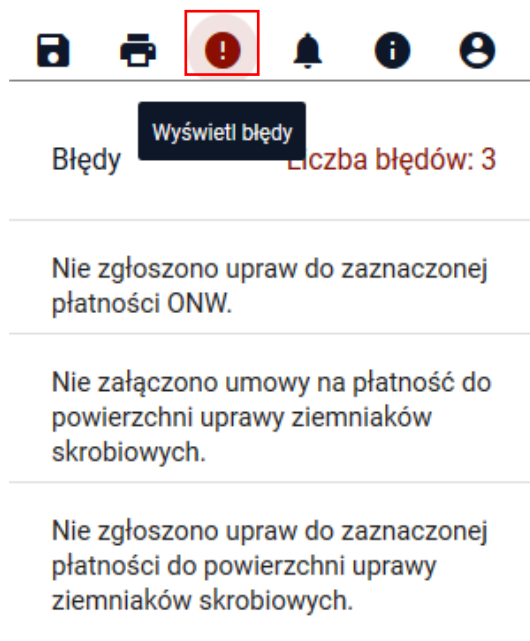 Wyświetl błędy
Błędy
Liczba błędów: 3
Nie zgłoszono upraw do zaznaczonej
płatności ONW.
Nie załączono umowy na płatność do
powierzchni uprawy ziemniaków
skrobiowych.
Nie zgłoszono upraw do zaznaczonej
płatności do powierzchni uprawy
ziemniaków skrobiowych.